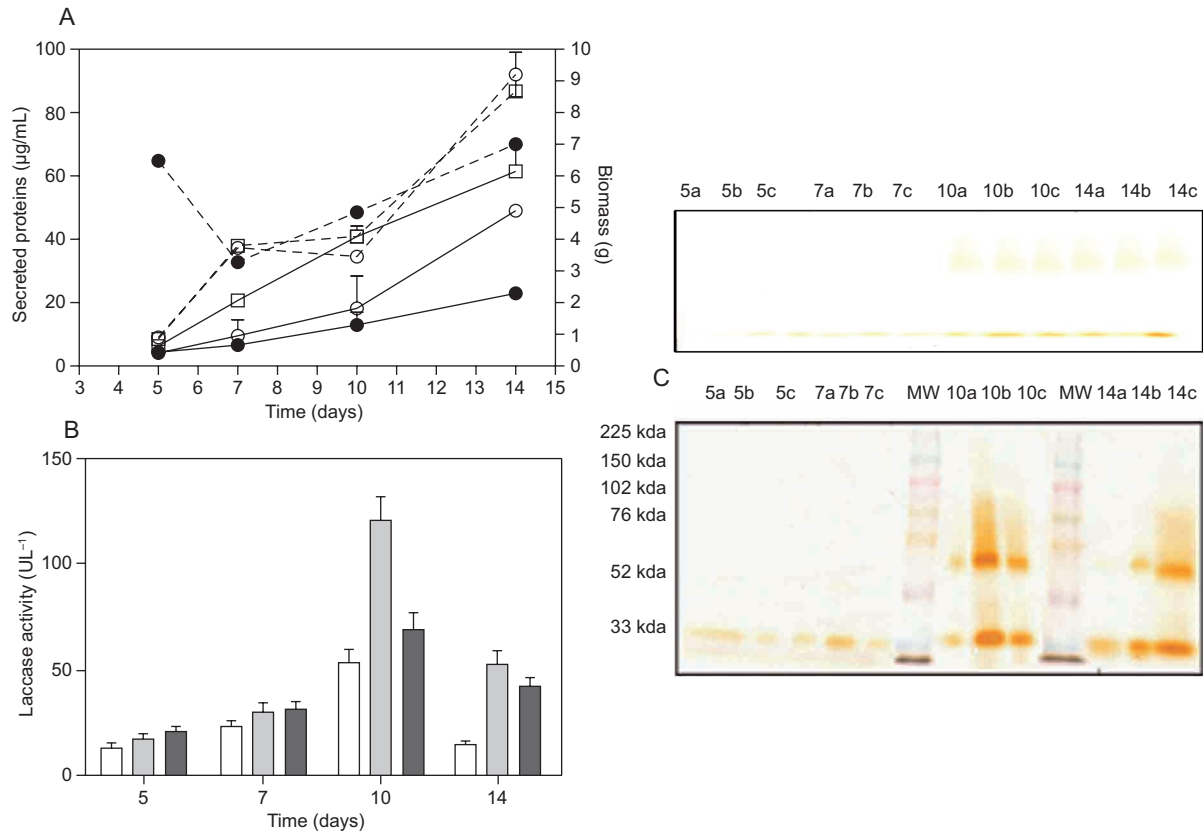 A
100
80
60
40
20
0
Secreted proteins (µg/mL)
10
9
8
7
6
5
4
3
2
1
0
Biomass (g)
3 4 5 6 7 8 9 10 11 12 13 14 15
Time (days)
B
150
100
50
0
Laccase activity (UL⁻¹)
5 7 10 14
Time (days)
5a 5b 5c 7a 7b 7c 10a 10b 10c 14a 14b 14c
C
5a 5b 5c 7a 7b 7c MW 10a 10b 10c MW 14a 14b 14c
225 kda
150 kda
102 kda
76 kda
52 kda
33 kda